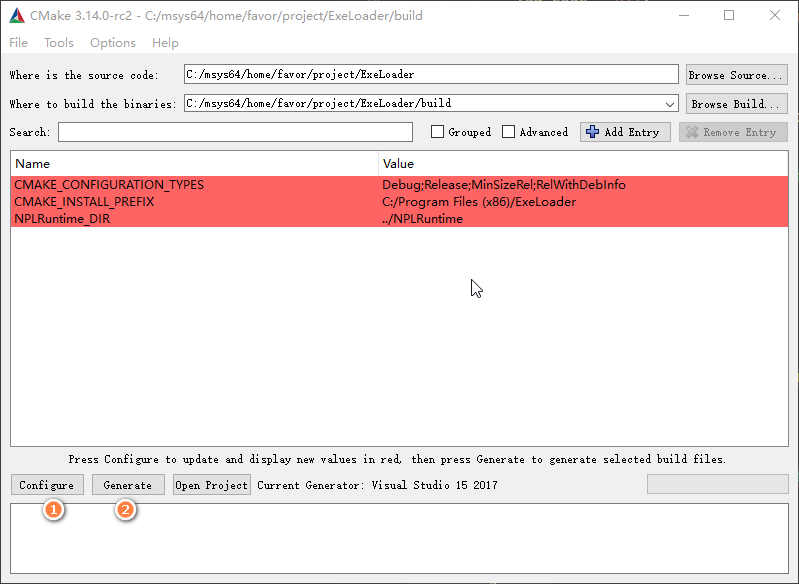 CMake 3.14.0-rc2 - C:/msys64/home/favor/project/ExeLoader/build
File Tools Options Help
Where is the source code: C:/msys64/home/favor/project/ExeLoader Browse Source...
Where to build the binaries: C:/msys64/home/favor/project/ExeLoader/build Browse Build...
Search: Grouped Advanced Add Entry Remove Entry
Name Value
CMAKE_CONFIGURATION_TYPES Debug;Release;MinSizeRel;RelWithDebInfo
CMAKE_INSTALL_PREFIX C:/Program Files (x86)/ExeLoader
NPLRuntime_DIR ../NPLRuntime
Press Configure to update and display new values in red, then press Generate to generate selected build files.
Configure Generate Open Project Current Generator: Visual Studio 15 2017
1 2